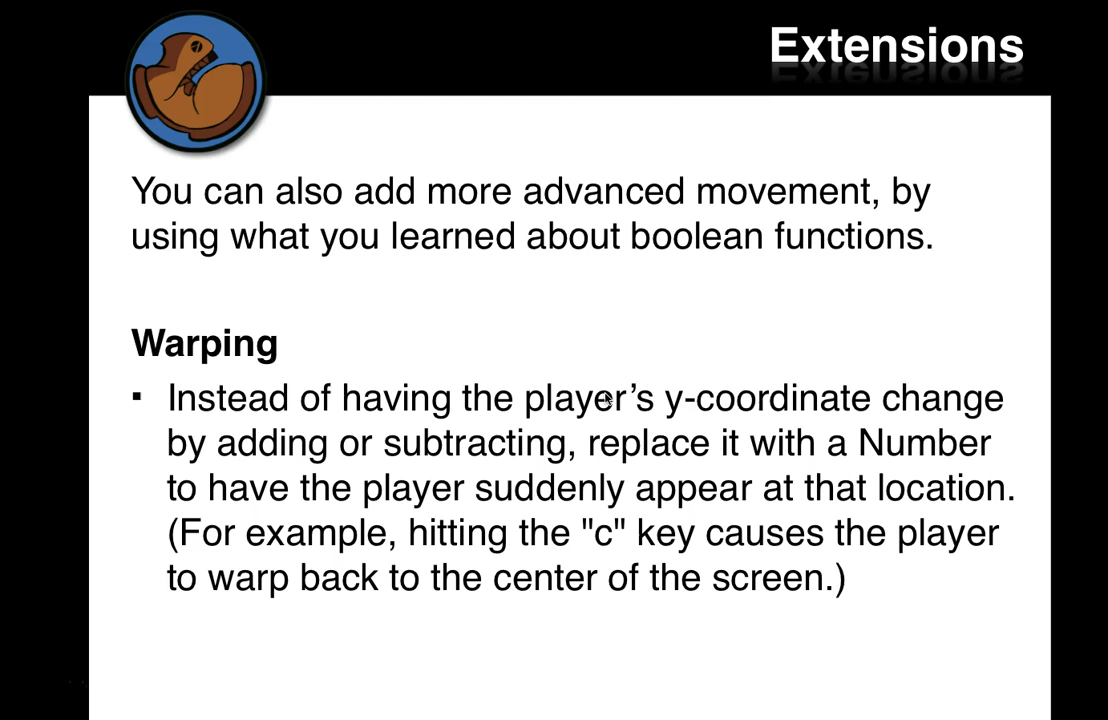 Extensions
You can also add more advanced movement, by
using what you learned about boolean functions.
Warping
▪ Instead of having the player’s y-coordinate change
by adding or subtracting, replace it with a Number
to have the player suddenly appear at that location.
(For example, hitting the "c" key causes the player
to warp back to the center of the screen.)